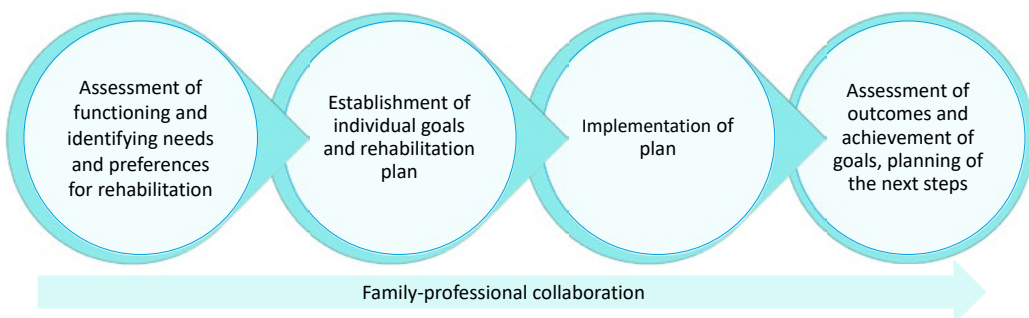 Assessment of
functioning and
identifying needs
and preferences
for rehabilitation
Establishment of
individual goals
and rehabilitation
plan
Implementation of
plan
Assessment of
outcomes and
achievement of
goals, planning of
the next steps
Family-professional collaboration